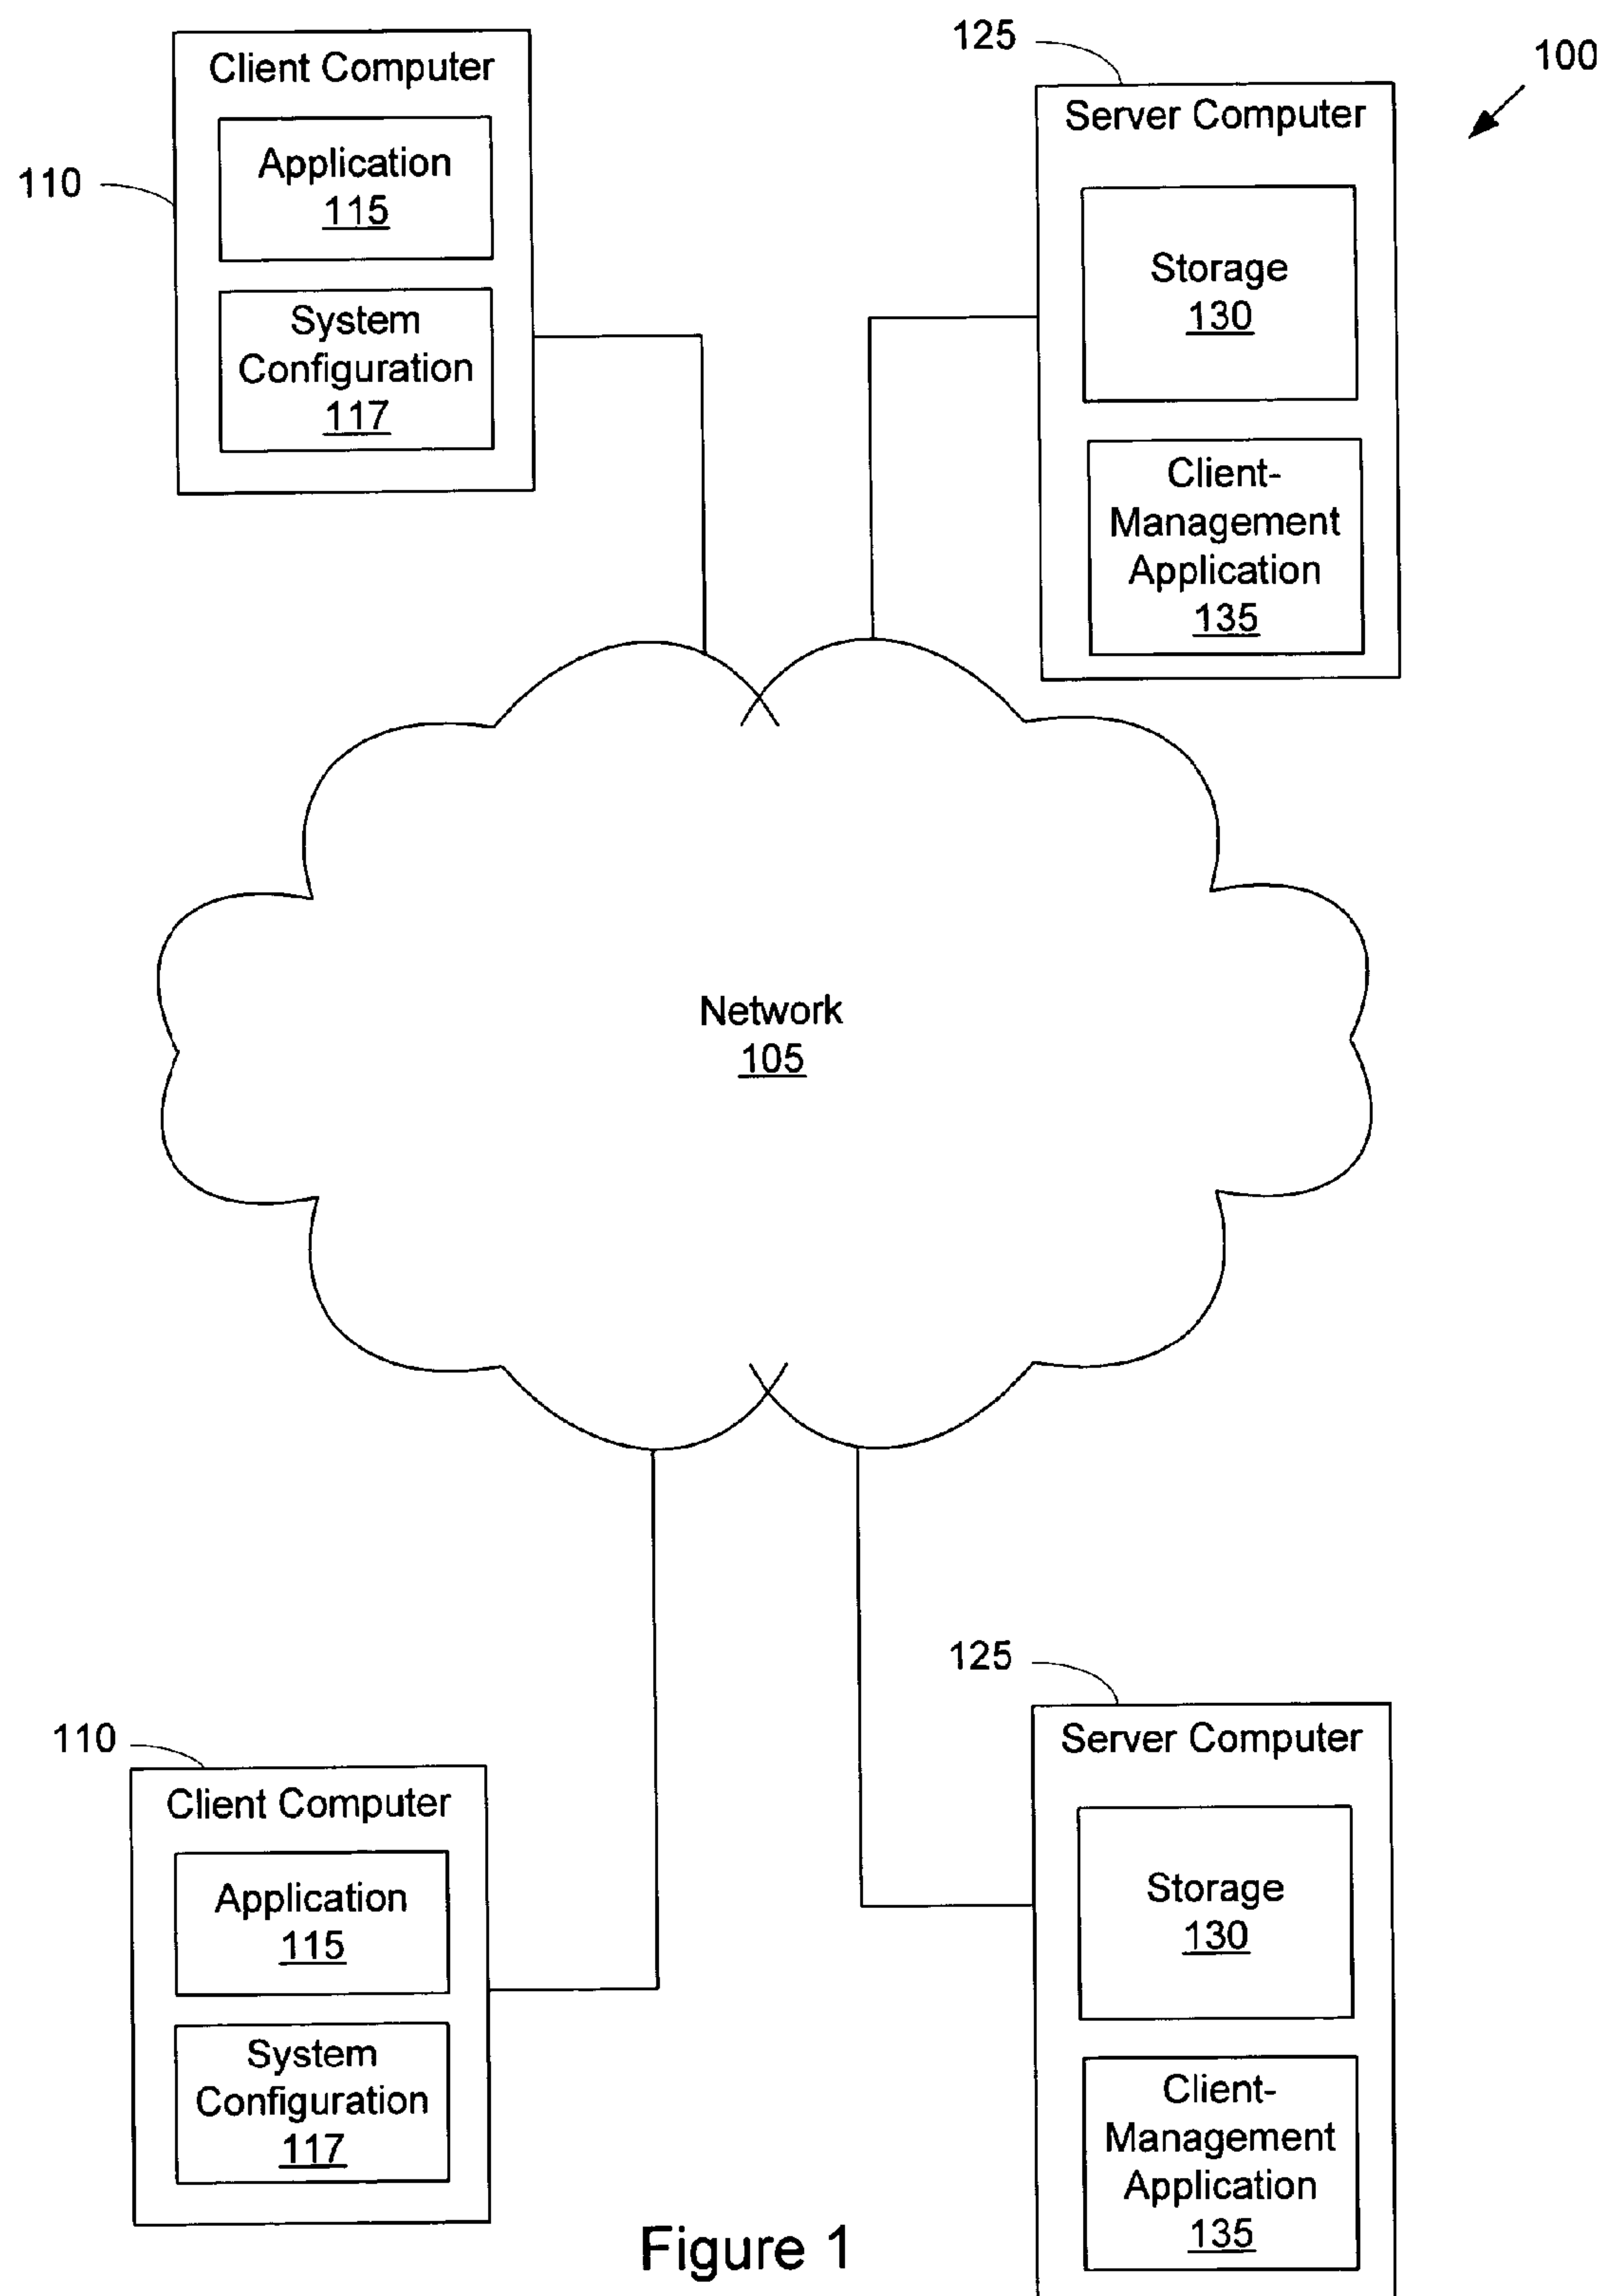 Client Computer
110
Application
115
System
Configuration
117
125
100
Server Computer
Storage
130
Client-
Management
Application
135
Network
105
110
Client Computer
Application
115
System
Configuration
117
125
Server Computer
Storage
130
Client-
Management
Application
135
Figure 1